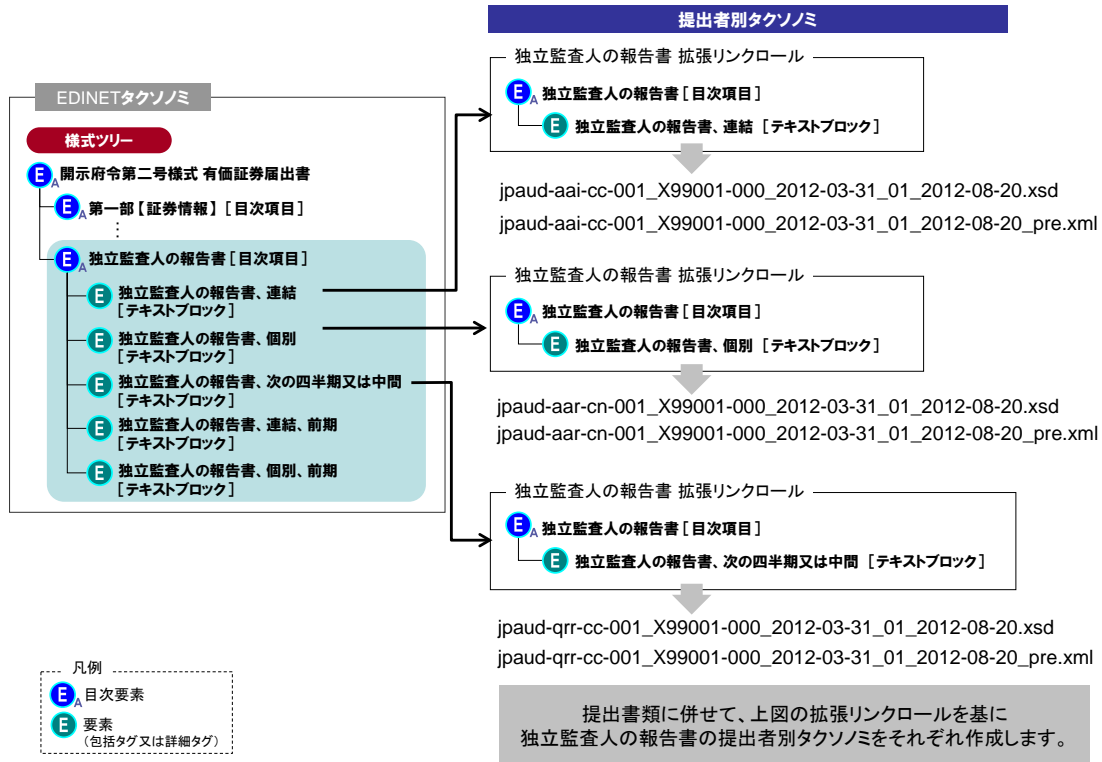 提出者別タクソノミ
EDINETタクソノミ
様式ツリー
E A 開示府令第二号様式 有価証券届出書
E A 第一部【証券情報】［目次項目］
⋮
E A 独立監査人の報告書［目次項目］
E 独立監査人の報告書、連結
［テキストブロック］
E 独立監査人の報告書、個別
［テキストブロック］
E 独立監査人の報告書、次の四半期又は中間
［テキストブロック］
E 独立監査人の報告書、連結、前期
［テキストブロック］
E 独立監査人の報告書、個別、前期
［テキストブロック］
独立監査人の報告書 拡張リンクロール
E A 独立監査人の報告書［目次項目］
E 独立監査人の報告書、連結 ［テキストブロック］
jpaud-aai-cc-001_X99001-000_2012-03-31_01_2012-08-20.xsd
jpaud-aai-cc-001_X99001-000_2012-03-31_01_2012-08-20_pre.xml
独立監査人の報告書 拡張リンクロール
E A 独立監査人の報告書［目次項目］
E 独立監査人の報告書、個別 ［テキストブロック］
jpaud-aar-cn-001_X99001-000_2012-03-31_01_2012-08-20.xsd
jpaud-aar-cn-001_X99001-000_2012-03-31_01_2012-08-20_pre.xml
独立監査人の報告書 拡張リンクロール
E A 独立監査人の報告書［目次項目］
E 独立監査人の報告書、次の四半期又は中間 ［テキストブロック］
jpaud-qrr-cc-001_X99001-000_2012-03-31_01_2012-08-20.xsd
jpaud-qrr-cc-001_X99001-000_2012-03-31_01_2012-08-20_pre.xml
凡例
E A 目次要素
E 要素
（包括タグ又は詳細タグ）
提出書類に併せて、上図の拡張リンクロールを基に
独立監査人の報告書の提出者別タクソノミをそれぞれ作成します。